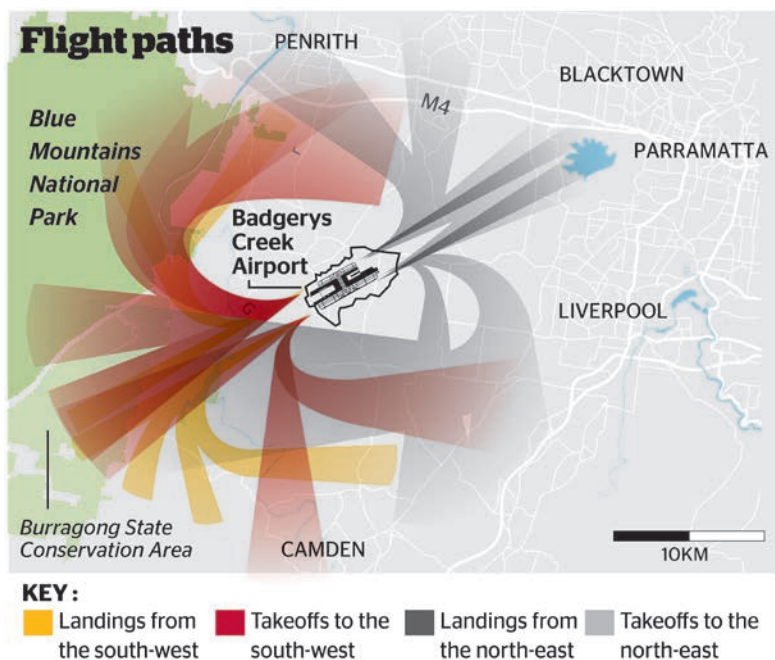 Flight paths
PENRITH
BLACKTOWN
M4
Blue
Mountains
National
Park
PARRAMATTA
Badgerys
Creek
Airport
LIVERPOOL
Burragong State
Conservation Area
CAMDEN
10KM
KEY:
Landings from
the south-west
Takeoffs to the
south-west
Landings from
the north-east
Takeoffs to the
north-east